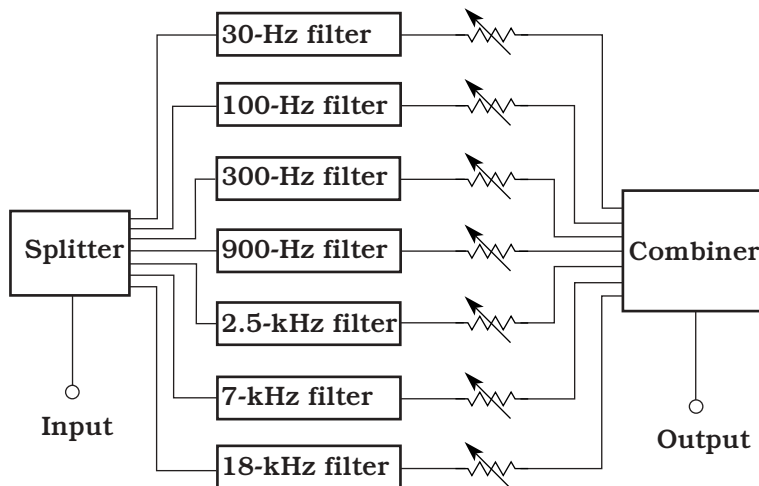 30-Hz filter
100-Hz filter
300-Hz filter
Splitter
900-Hz filter
Combiner
2.5-kHz filter
7-kHz filter
Input
Output
18-kHz filter